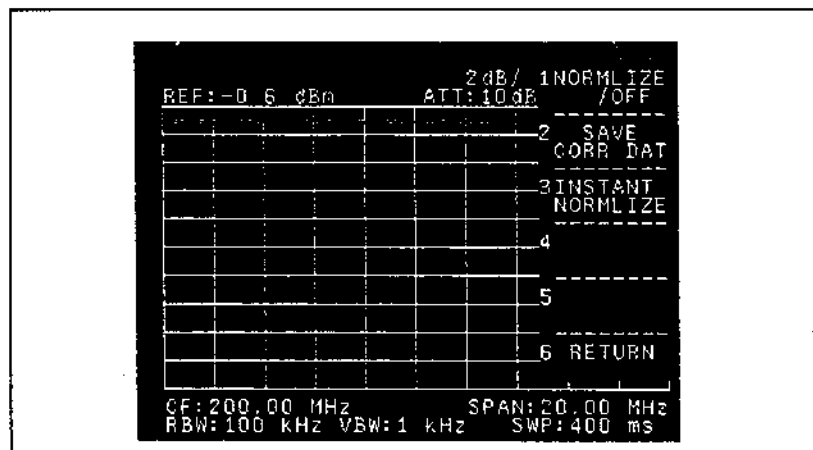 2dB/ 1NORMLIZE
REF:-0.6 dBm ATT:10dB /OFF
2 SAVE
CORR DAT
3INSTANT
NORMLIZE
4
5
6 RETURN
CF:200.00 MHz SPAN:20.00 MHz
RBW:100 kHz VBW:1 kHz SWP:400 ms